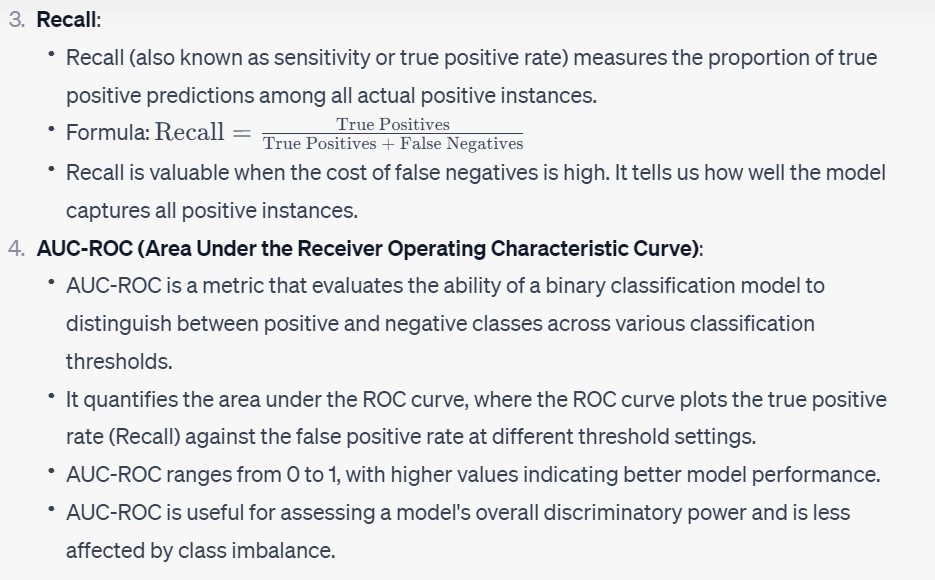 3. Recall:
• Recall (also known as sensitivity or true positive rate) measures the proportion of true
positive predictions among all actual positive instances.
• Formula: Recall = True Positives / True Positives + False Negatives
• Recall is valuable when the cost of false negatives is high. It tells us how well the model
captures all positive instances.
4. AUC-ROC (Area Under the Receiver Operating Characteristic Curve):
• AUC-ROC is a metric that evaluates the ability of a binary classification model to
distinguish between positive and negative classes across various classification
thresholds.
• It quantifies the area under the ROC curve, where the ROC curve plots the true positive
rate (Recall) against the false positive rate at different threshold settings.
• AUC-ROC ranges from 0 to 1, with higher values indicating better model performance.
• AUC-ROC is useful for assessing a model's overall discriminatory power and is less
affected by class imbalance.